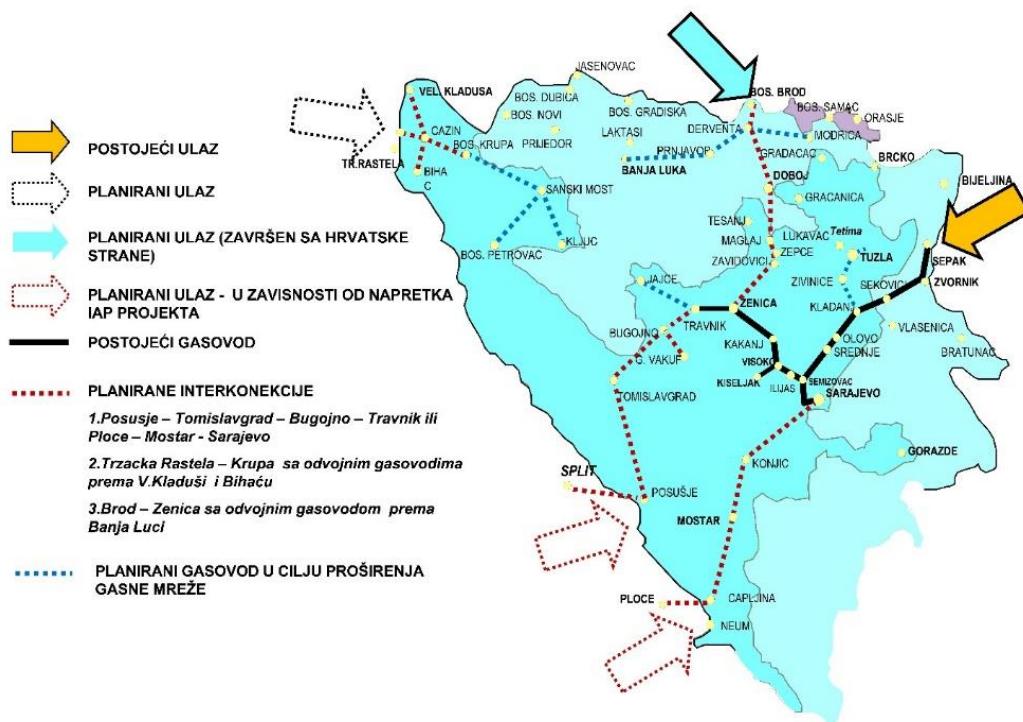 POSTOJEĆI ULAZ
PLANIRANI ULAZ
PLANIRANI ULAZ (ZAVRŠEN SA HRVATSKE
STRANE)
PLANIRANI ULAZ - U ZAVISNOSTI OD NAPRETKA
IAP PROJEKTA
POSTOJEĆI GASOVOD
PLANIRANE INTERKONEKCIJE
1.Posusje – Tomislavgrad – Bugojno – Travnik ili
Ploce – Mostar - Sarajevo
2.Trzacka Rastela – Krupa sa odvojnim gasovodima
prema V.Kladuši i Bihaću
3.Brod – Zenica sa odvojnim gasovodom prema
Banja Luci
PLANIRANI GASOVOD U CILJU PROŠIRENJA
GASNE MREŽE
JASENOVAC
VEL. KLADUSA
BOS. DUBICA
BOS. GRADISKA
BOS. BROD
BOS. SAMAC
ORASJE
BOS. NOVI
CAZIN
PRIJEDOR
LAKTASI
DERVENTA
MODRICA
TR.RASTELA
BOS. KRUPA
PRNJAVOR
GRADACAC
BRCKO
BIHA
C
BANJA LUKA
DOBOJ
BIJELJINA
SANSKI MOST
GRACANICA
TESANJ
Tetima
LUKAVAC
MAGLAJ
ZEPCE
TUZLA
BOS. PETROVAC
KLJUC
ZAVIDOVICI
SEPAK
JAJCE
ZIVINICE
SEKOVICI
ZVORNIK
ZENICA
KLADANJ
TRAVNIK
BUGOJNO
KAKANJ
OLOVO
VLASENICA
G. VAKUF
VISOKO
SREDNJE
BRATUNAC
KISELJAK
ILIJAS
SEMIZOVAC
TOMISLAVGRAD
SARAJEVO
GORAZDE
KONJIC
SPLIT
POSUŠJE
MOSTAR
PLOCE
CAPLJINA
NEUM